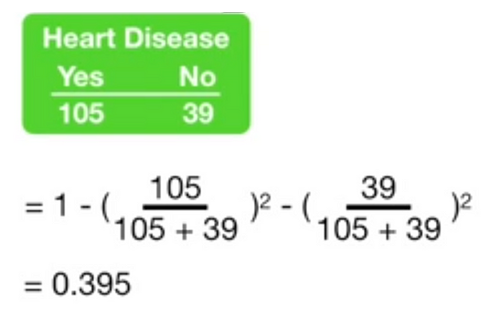 Heart Disease
Yes No
105 39
= 1 - ( 105 / 105 + 39 )² - ( 39 / 105 + 39 )²
= 0.395